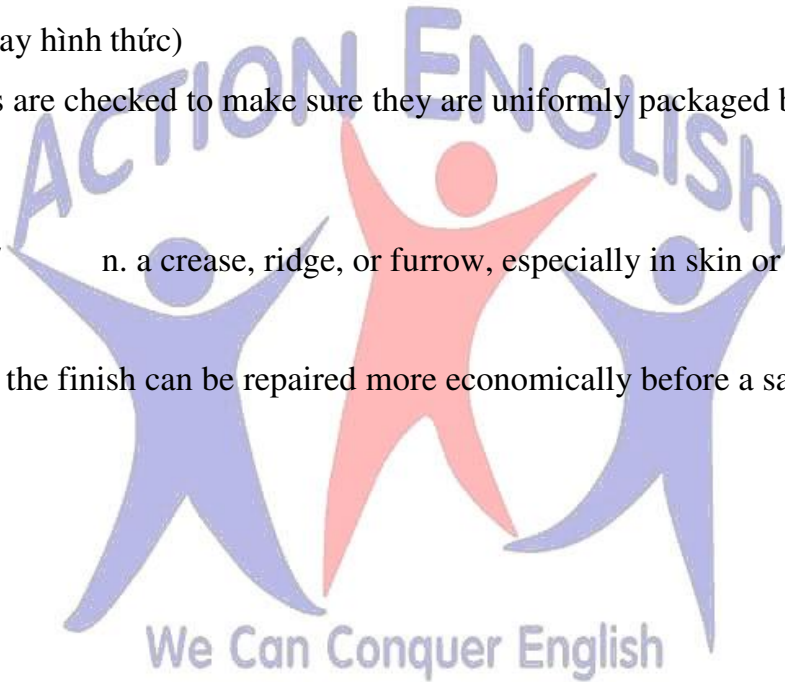 ay hình thức)
ACTION ENGLISH
s are checked to make sure they are uniformly packaged b
n. a crease, ridge, or furrow, especially in skin or
the finish can be repaired more economically before a sa
We Can Conquer English